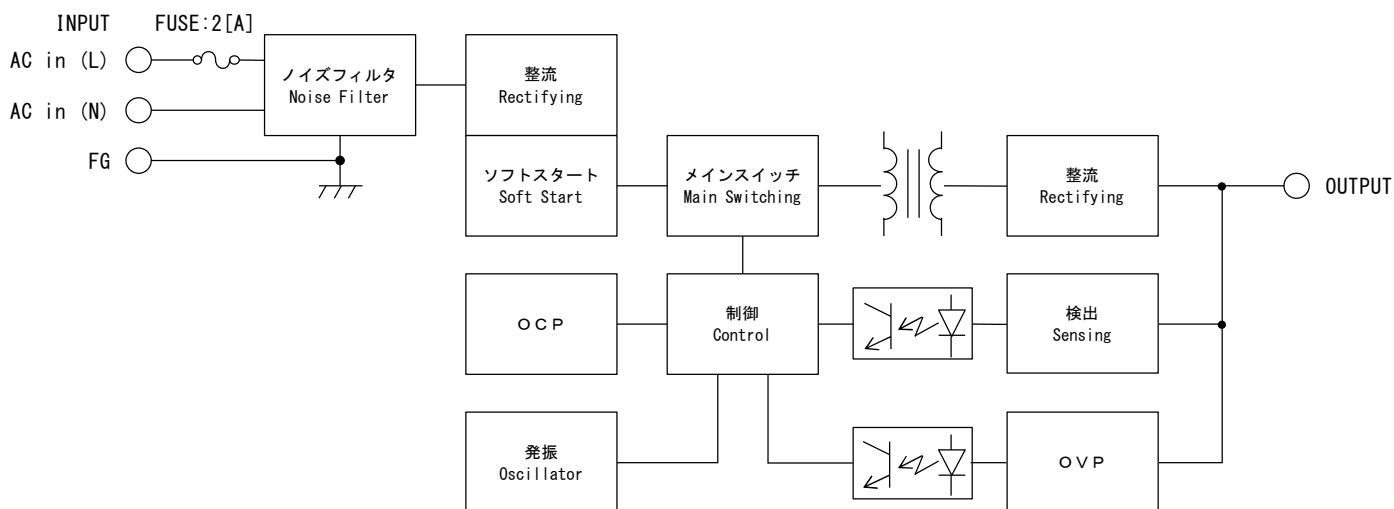 INPUT
FUSE:2[A]
AC in (L)
AC in (N)
FG
ノイズフィルタ
Noise Filter
整流
Rectifying
ソフトスタート
Soft Start
メインスイッチ
Main Switching
整流
Rectifying
OUTPUT
ＯＣＰ
制御
Control
検出
Sensing
発振
Oscillator
ＯＶＰ